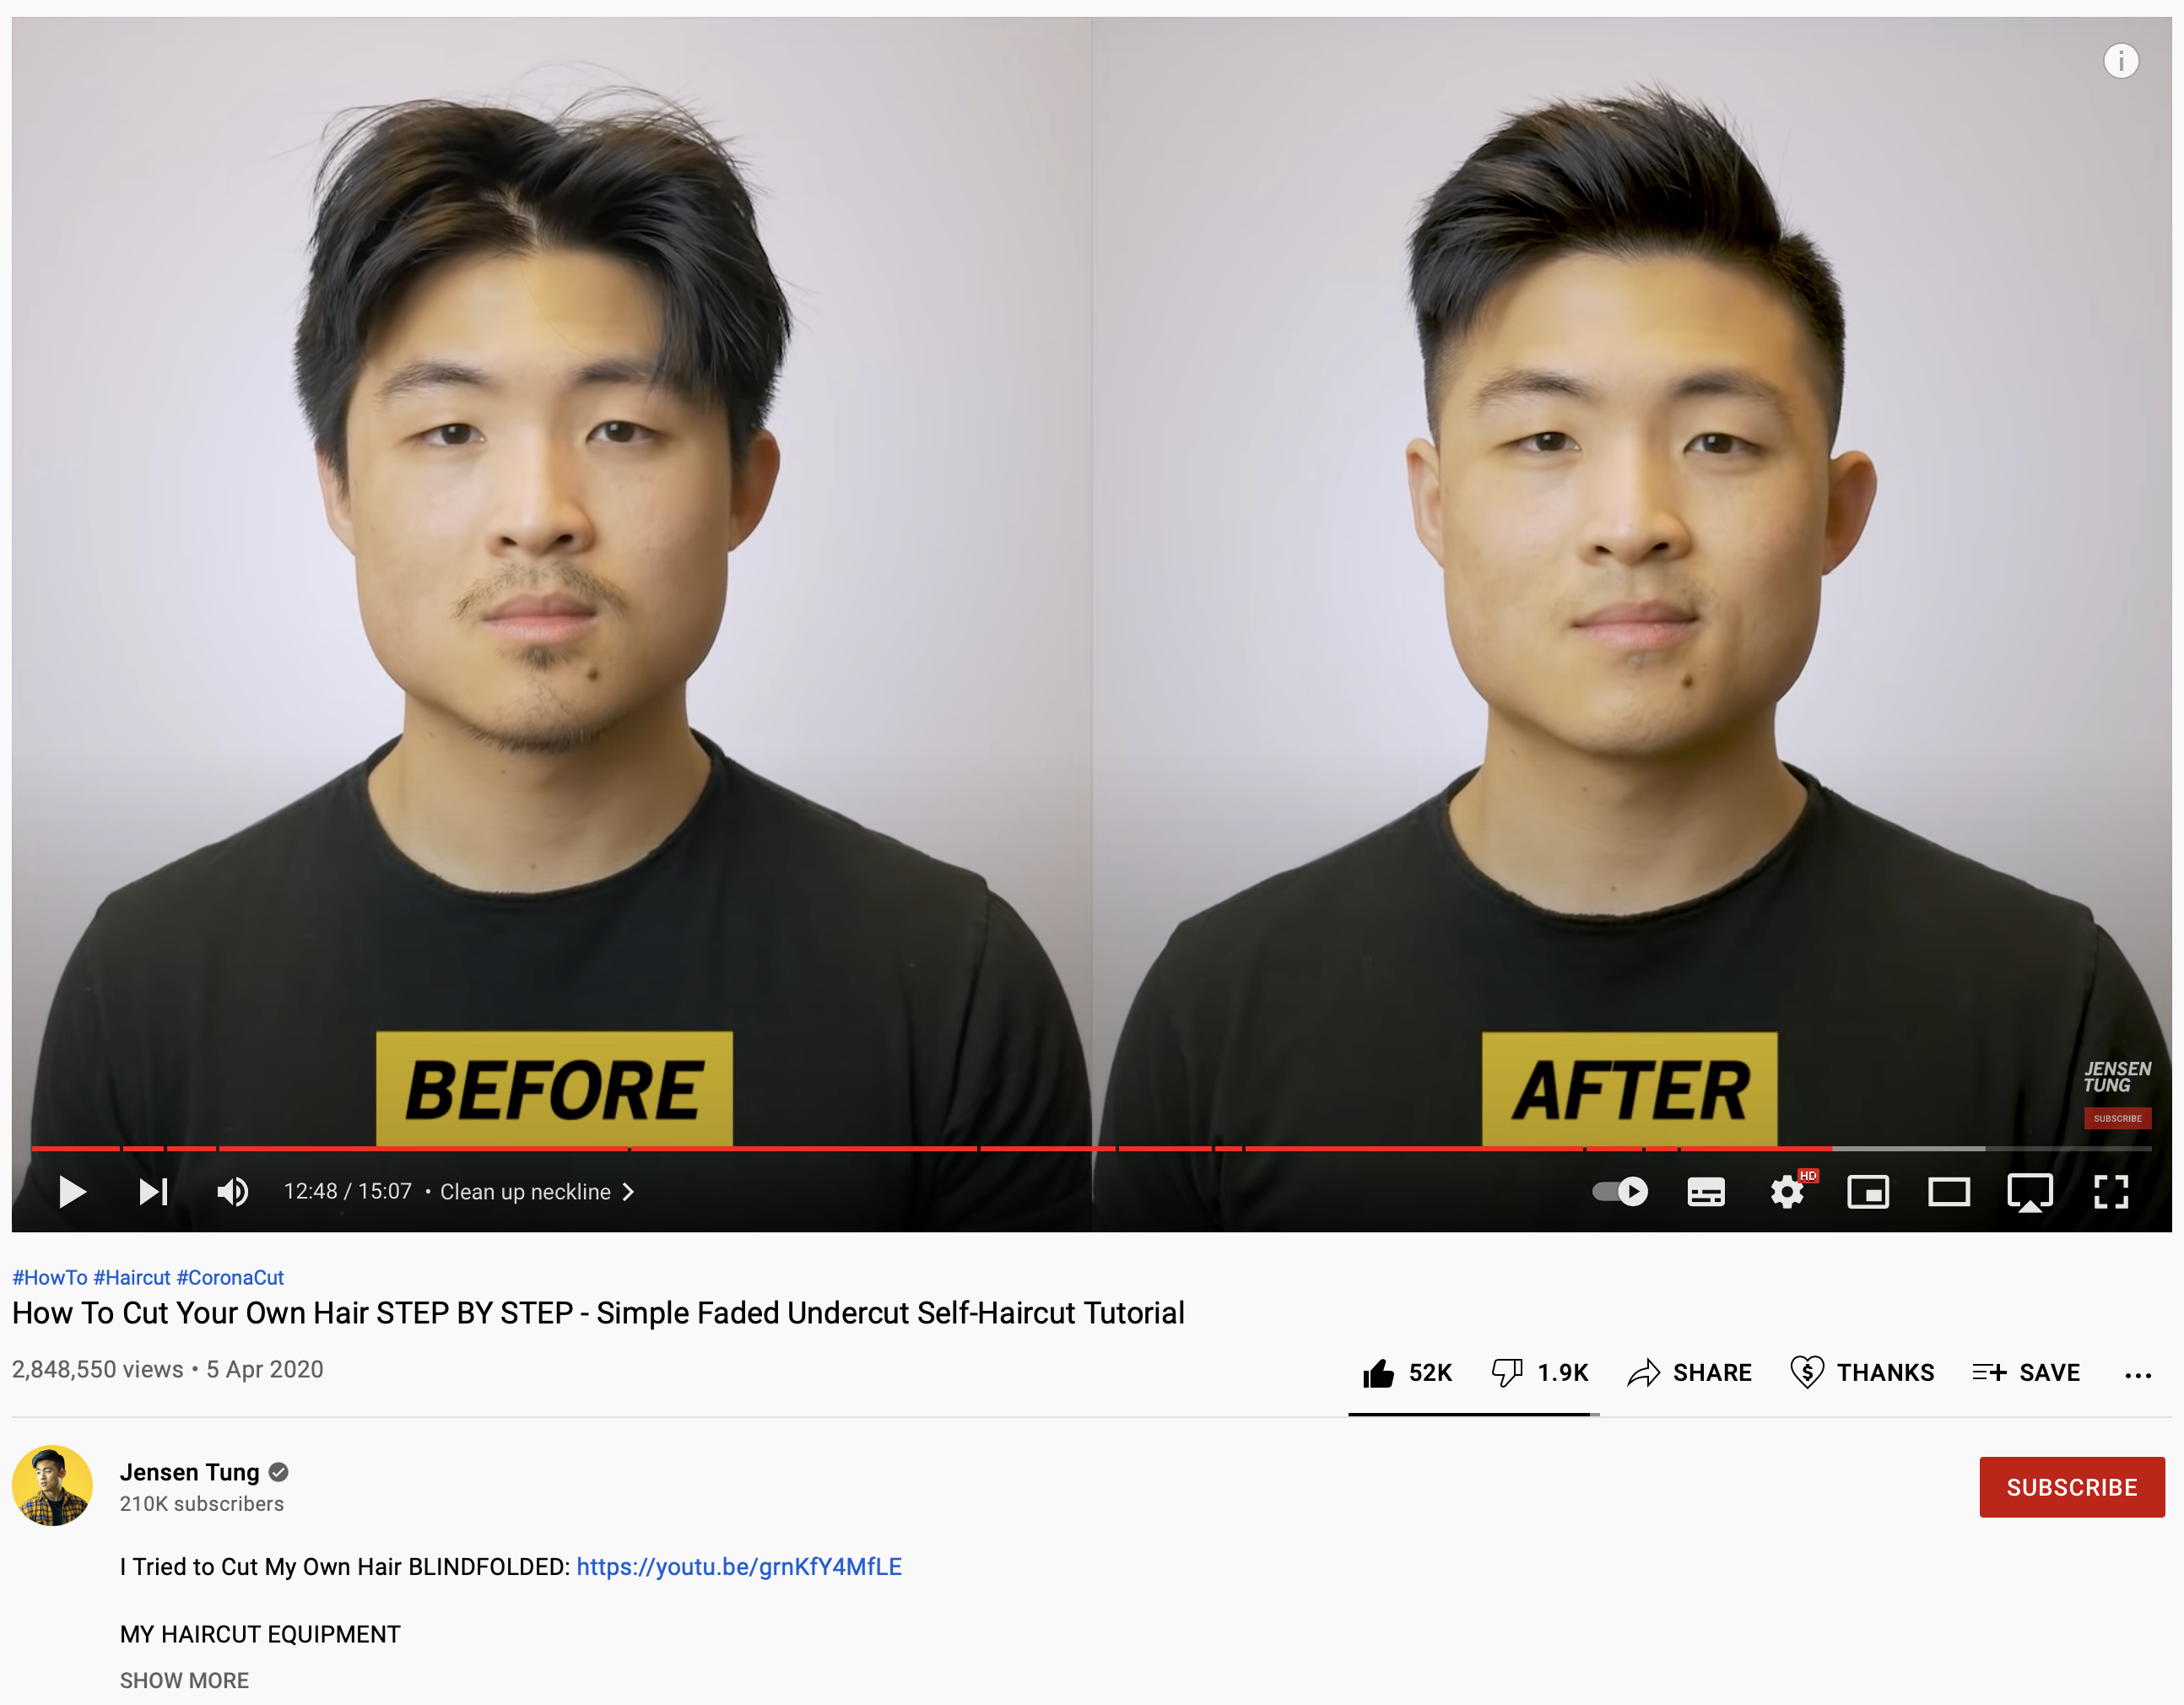 BEFORE
AFTER
JENSEN
TUNG
SUBSCRIBE
12:48 / 15:07 • Clean up neckline
HD
#HowTo #Haircut #CoronaCut
How To Cut Your Own Hair STEP BY STEP - Simple Faded Undercut Self-Haircut Tutorial
2,848,550 views • 5 Apr 2020
52K 1.9K SHARE THANKS SAVE ...
Jensen Tung
210K subscribers
SUBSCRIBE
I Tried to Cut My Own Hair BLINDFOLDED: https://youtu.be/grnKfY4MfLE
MY HAIRCUT EQUIPMENT
SHOW MORE